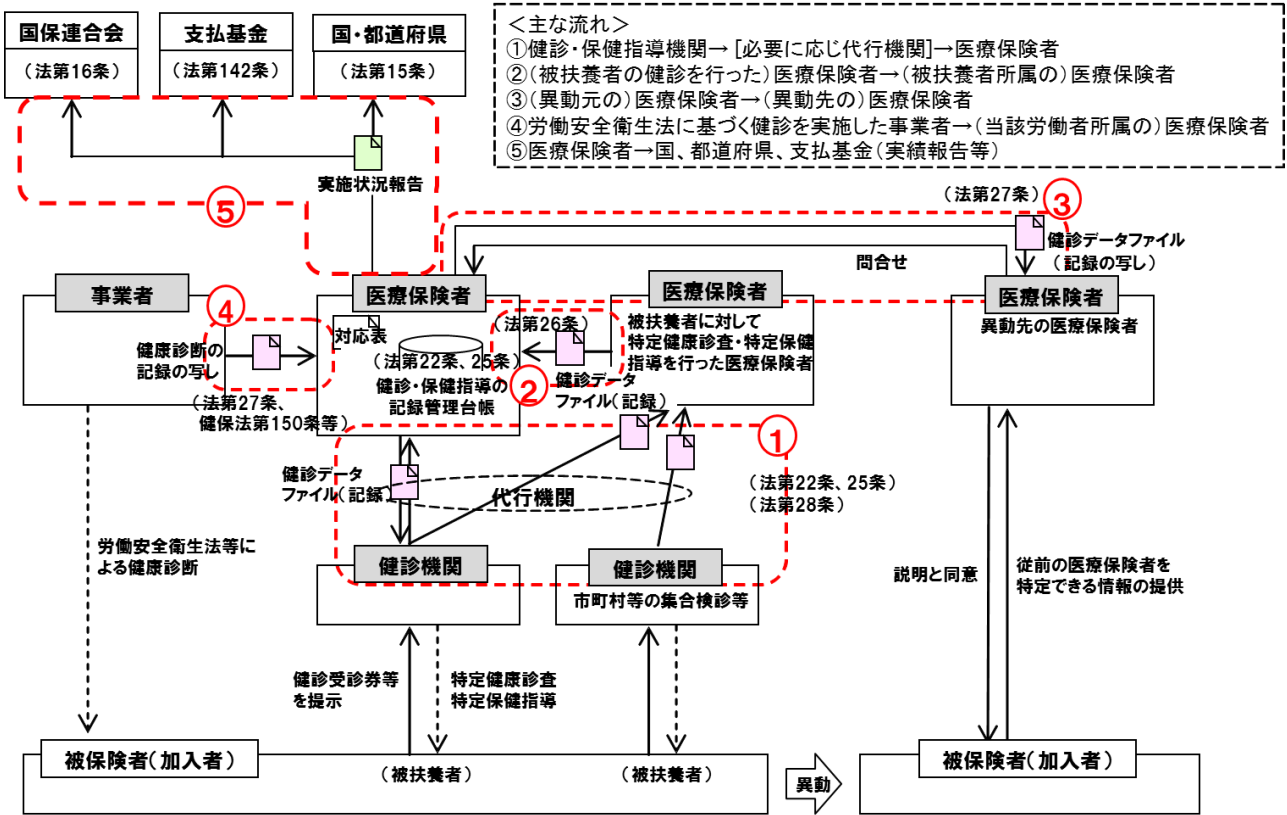 国保連合会
（法第16条）
支払基金
（法第142条）
国・都道府県
（法第15条）
＜主な流れ＞
①健診・保健指導機関→［必要に応じ代行機関］→医療保険者
②（被扶養者の健診を行った）医療保険者→（被扶養者所属の）医療保険者
③（異動元の）医療保険者→（異動先の）医療保険者
④労働安全衛生法に基づく健診を実施した事業者→（当該労働者所属の）医療保険者
⑤医療保険者→国、都道府県、支払基金（実績報告等）
実施状況報告
⑤
（法第27条）
③
健診データファイル
（記録の写し）
問合せ
事業者
④
医療保険者
医療保険者
医療保険者
異動先の医療保険者
対応表
（法第26条）
被扶養者に対して
特定健康診査・特定保健
指導を行った医療保険者
健康診断の
記録の写し
（法第22条、25条）
健診・保健指導の
記録管理台帳
②
健診データ
ファイル（記録）
（法第27条、
健保法第150条等）
①
健診データ
ファイル（記録）
代行機関
（法第22条、25条）
（法第28条）
労働安全衛生法等に
よる健康診断
健診機関
健診機関
市町村等の集合検診等
説明と同意
従前の医療保険者を
特定できる情報の提供
健診受診券等
を提示
特定健康診査
特定保健指導
被保険者（加入者）
（被扶養者）
（被扶養者）
異動
被保険者（加入者）